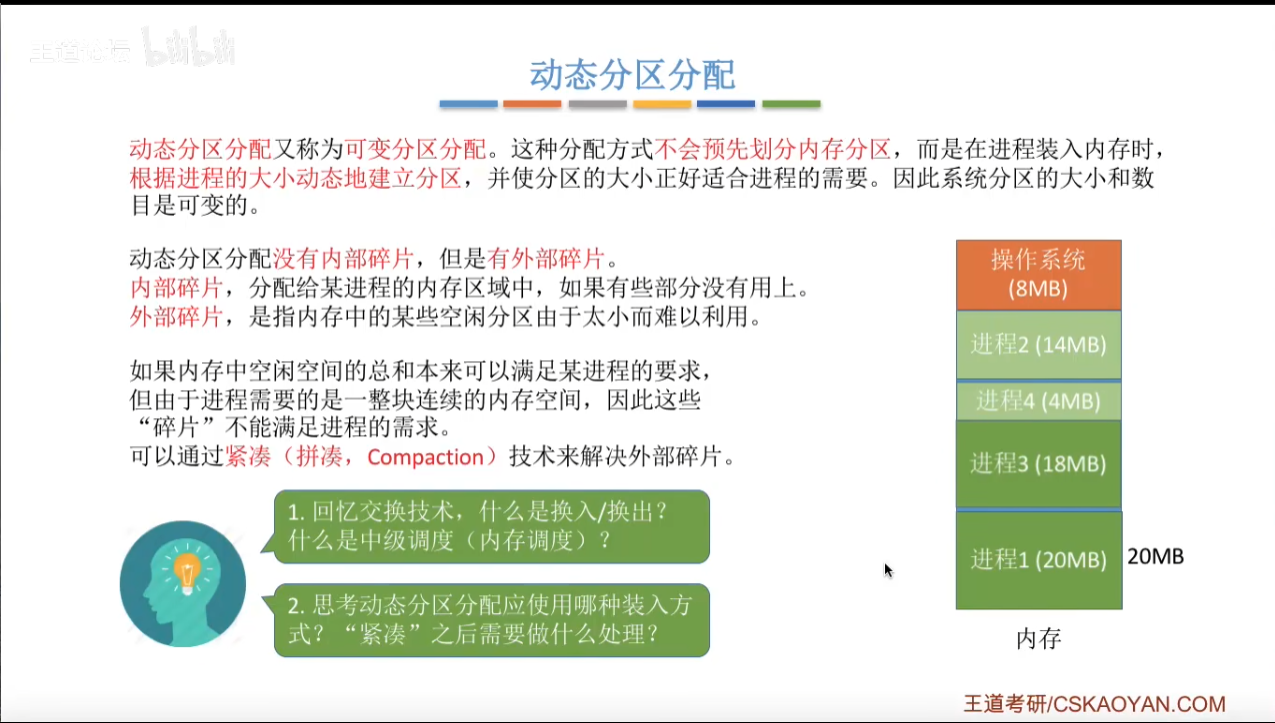 王道论坛 bilibili
动态分区分配
动态分区分配又称为可变分区分配。这种分配方式不会预先划分内存分区，而是在进程装入内存时，
根据进程的大小动态地建立分区，并使分区的大小正好适合进程的需要。因此系统分区的大小和数
目是可变的。
动态分区分配没有内部碎片，但是有外部碎片。
内部碎片，分配给某进程的内存区域中，如果有些部分没有用上。
外部碎片，是指内存中的某些空闲分区由于太小而难以利用。
如果内存中空闲空间的总和本来可以满足某进程的要求，
但由于进程需要的是一整块连续的内存空间，因此这些
“碎片”不能满足进程的需求。
可以通过紧凑（拼凑，Compaction）技术来解决外部碎片。
1. 回忆交换技术，什么是换入/换出？
什么是中级调度（内存调度）？
2. 思考动态分区分配应使用哪种装入方
式？“紧凑”之后需要做什么处理？
操作系统
(8MB)
进程2 (14MB)
进程4 (4MB)
进程3 (18MB)
进程1 (20MB)
20MB
内存
王道考研/CSKAOYAN.COM